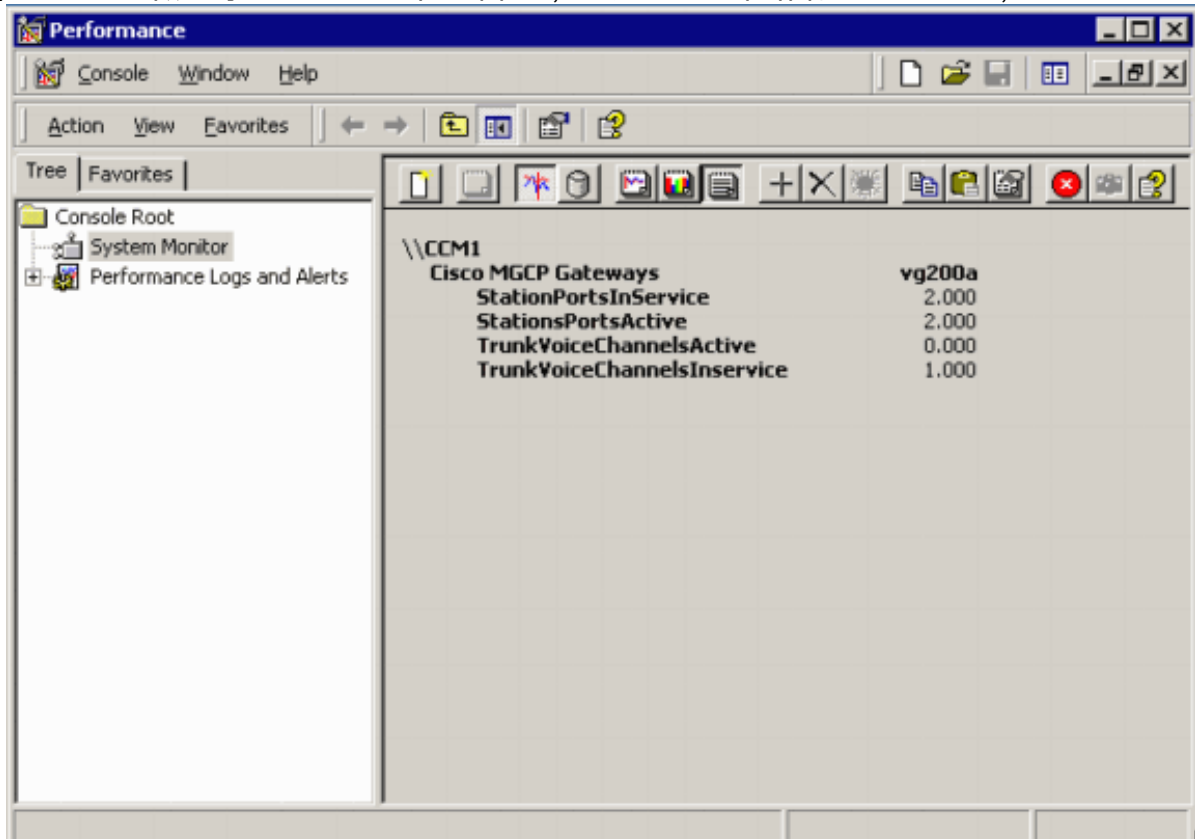 Performance
Console Window Help
Action View Favorites
Tree Favorites
Console Root
System Monitor
Performance Logs and Alerts
\\CCM1
Cisco MGCP Gateways vg200a
StationPortsInService 2.000
StationsPortsActive 2.000
TrunkVoiceChannelsActive 0.000
TrunkVoiceChannelsInservice 1.000